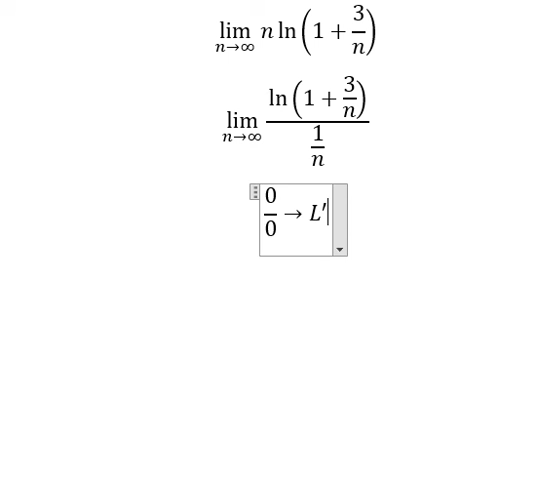 lim n→∞ n ln(1 + 3/n)
lim n→∞ ln(1 + 3/n) / (1/n)
0/0 → L′